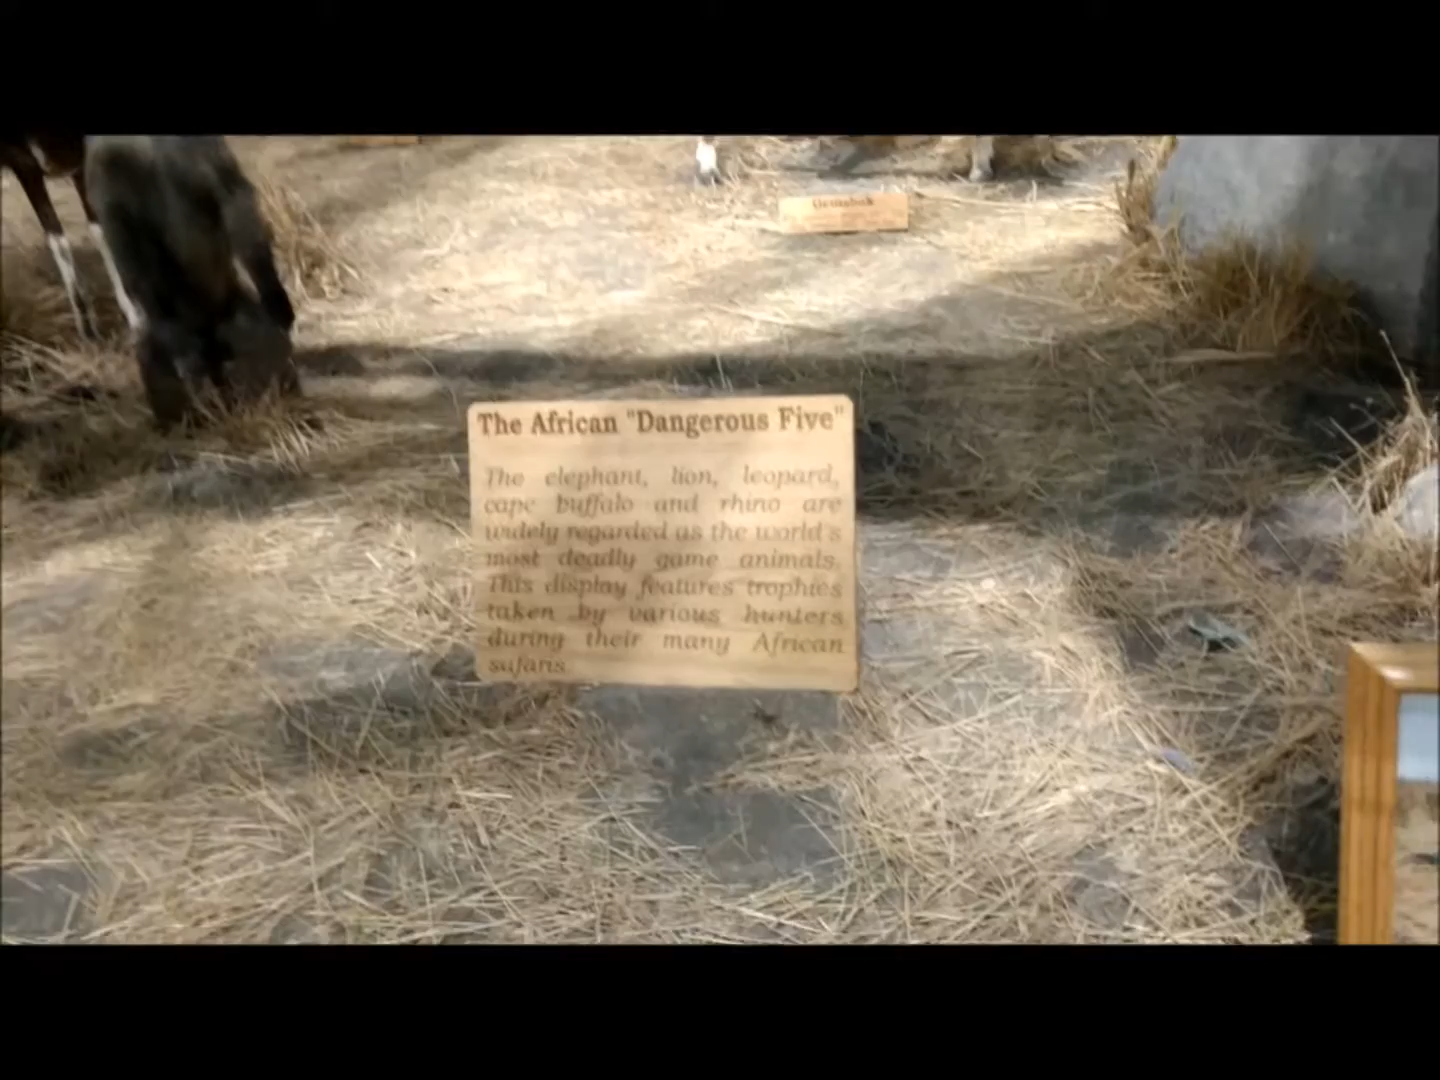 Gemsbok
The African "Dangerous Five"
The elephant, lion, leopard,
cape buffalo and rhino are
widely regarded as the world's
most deadly game animals.
This display features trophies
taken by various hunters
during their many African
safaris.